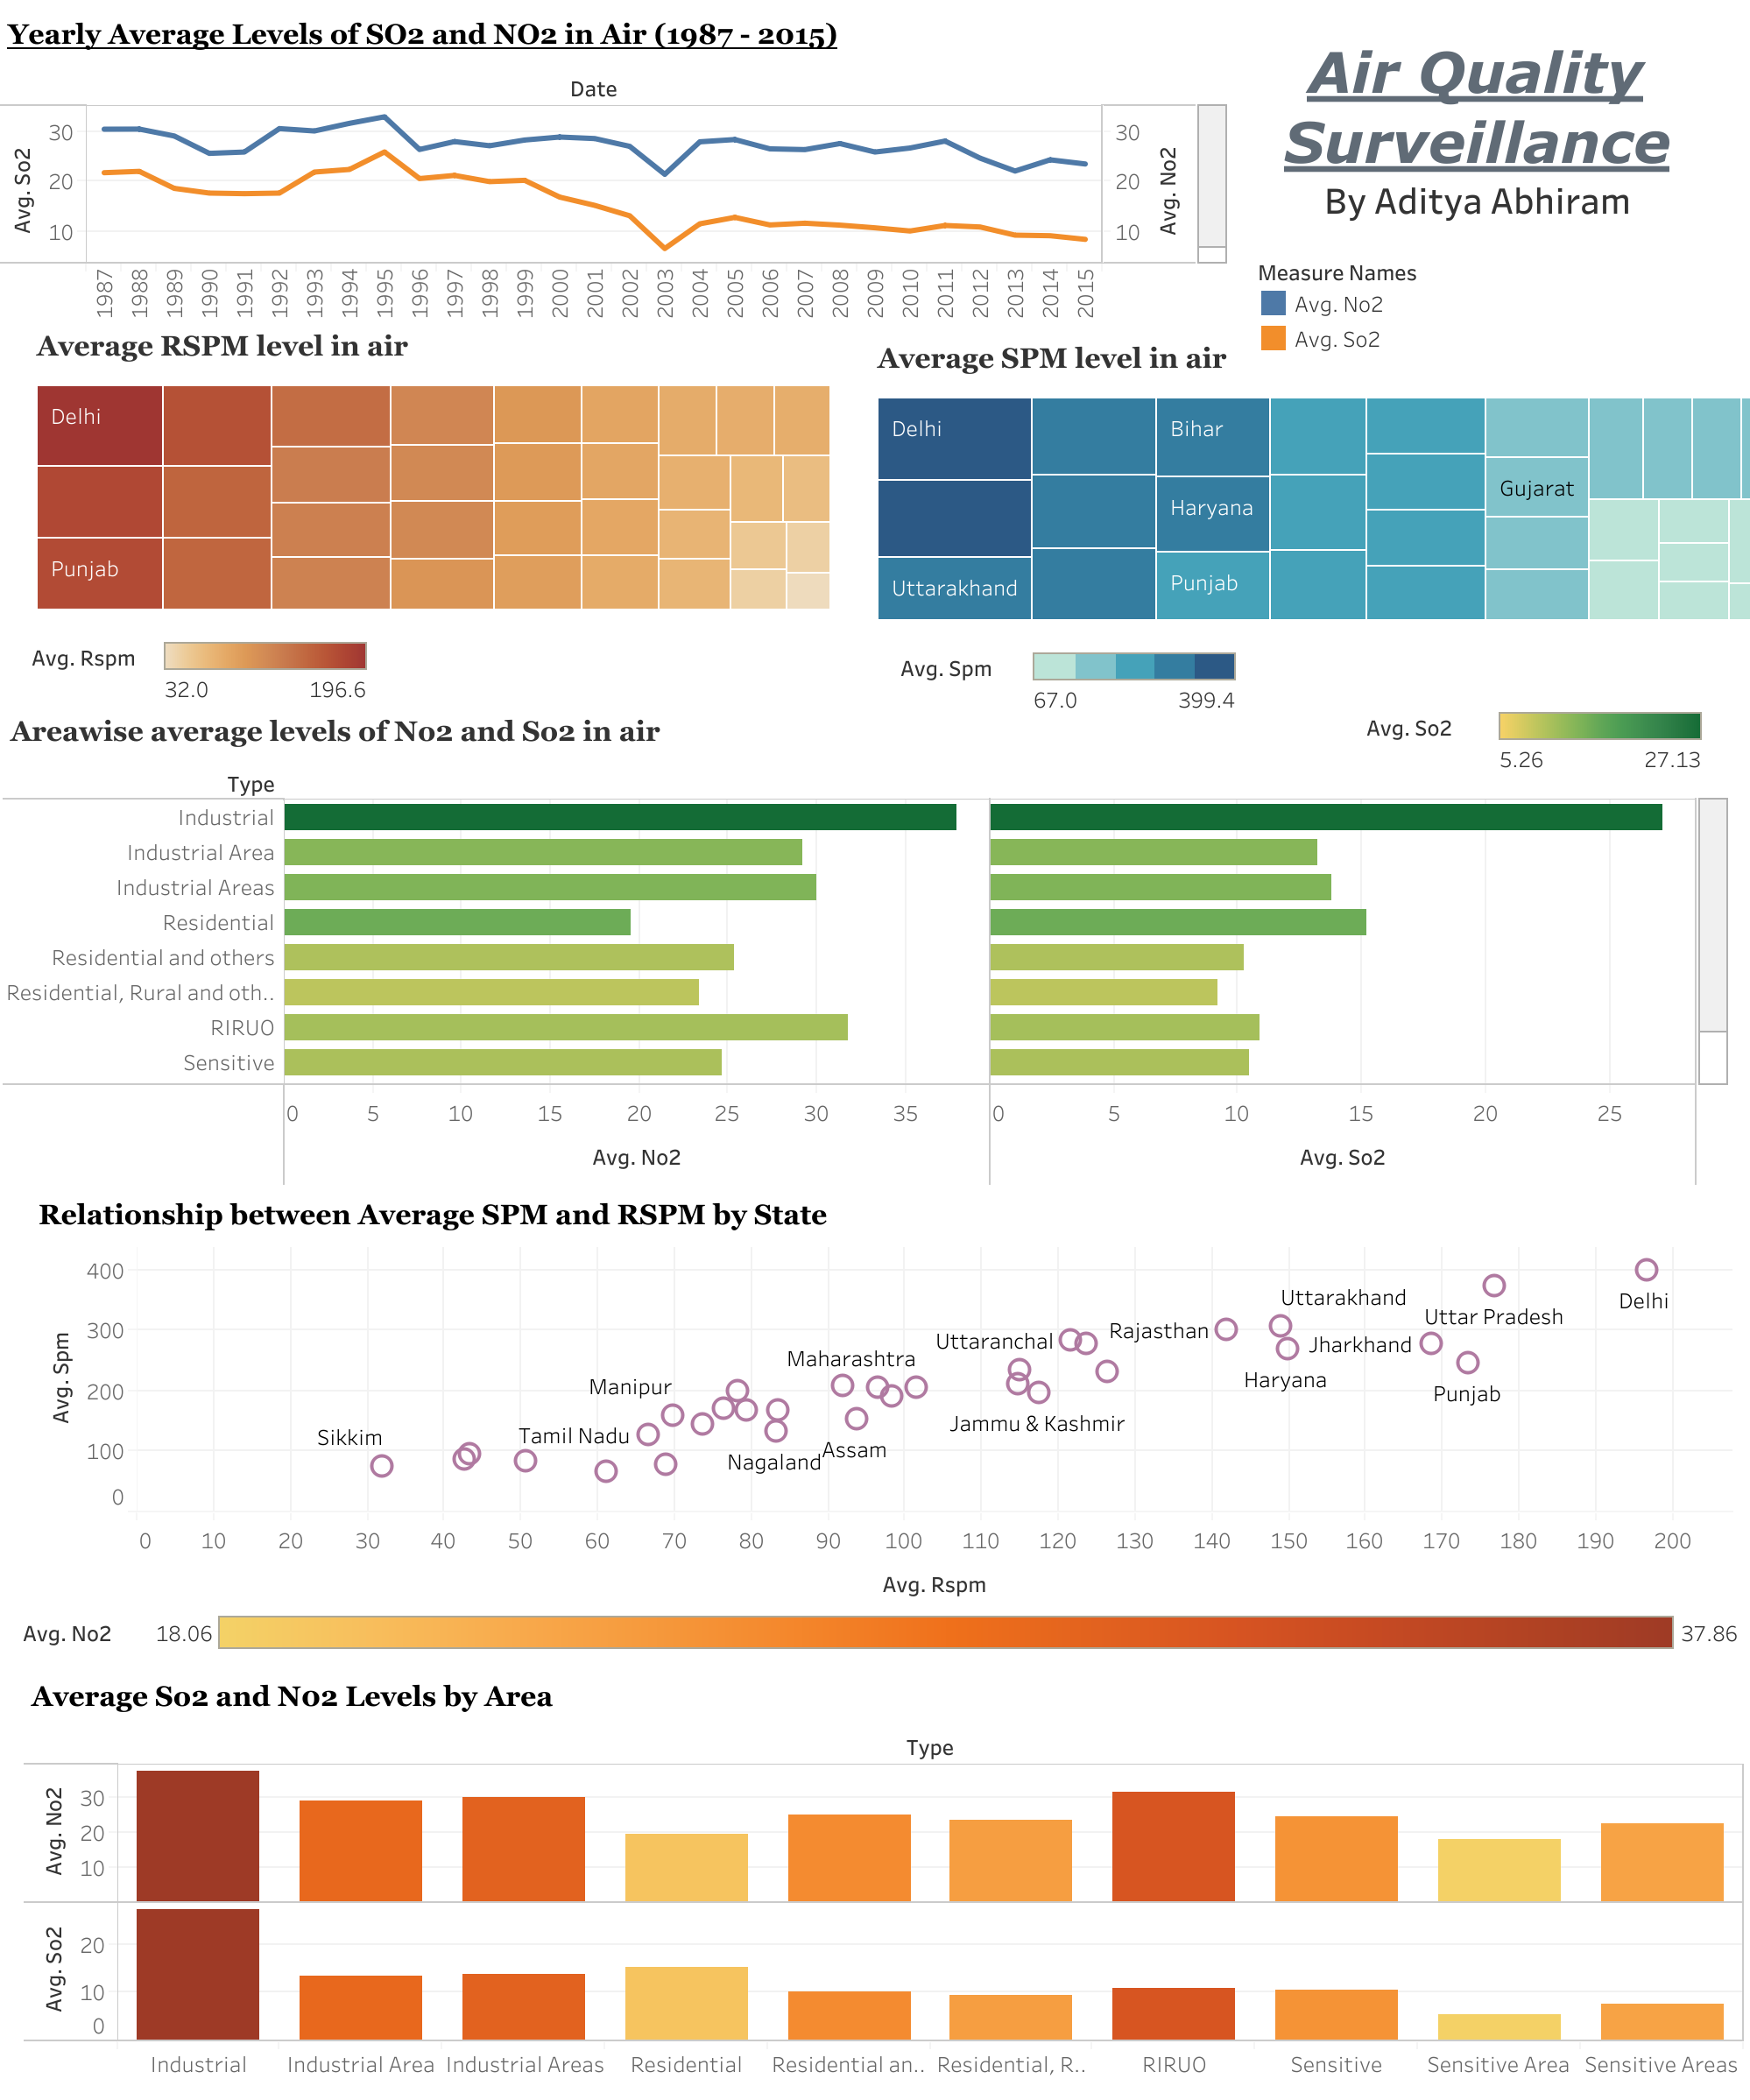 Yearly Average Levels of SO2 and NO2 in Air (1987 - 2015)
Air Quality
Surveillance
By Aditya Abhiram
Date
Avg. So2
30
20
10
30
20
10
Avg. No2
1987
1988
1989
1990
1991
1992
1993
1994
1995
1996
1997
1998
1999
2000
2001
2002
2003
2004
2005
2006
2007
2008
2009
2010
2011
2012
2013
2014
2015
Measure Names
Avg. No2
Avg. So2
Average RSPM level in air
Delhi
Punjab
Avg. Rspm
32.0 196.6
Average SPM level in air
Delhi
Bihar
Gujarat
Haryana
Uttarakhand
Punjab
Avg. Spm
67.0 399.4
Areawise average levels of No2 and So2 in air
Avg. So2
5.26 27.13
Type
Industrial
Industrial Area
Industrial Areas
Residential
Residential and others
Residential, Rural and oth..
RIRUO
Sensitive
0 5 10 15 20 25 30 35
Avg. No2
0 5 10 15 20 25
Avg. So2
Relationship between Average SPM and RSPM by State
Avg. Spm
400
300
200
100
0
Uttarakhand
Delhi
Uttar Pradesh
Rajasthan
Uttaranchal
Jharkhand
Maharashtra
Haryana
Manipur
Punjab
Jammu & Kashmir
Tamil Nadu
Sikkim
Assam
Nagaland
0 10 20 30 40 50 60 70 80 90 100 110 120 130 140 150 160 170 180 190 200
Avg. Rspm
Avg. No2 18.06 37.86
Average So2 and No2 Levels by Area
Type
Avg. No2
30
20
10
Avg. So2
20
10
0
Industrial
Industrial Area
Industrial Areas
Residential
Residential an..
Residential, R..
RIRUO
Sensitive
Sensitive Area
Sensitive Areas